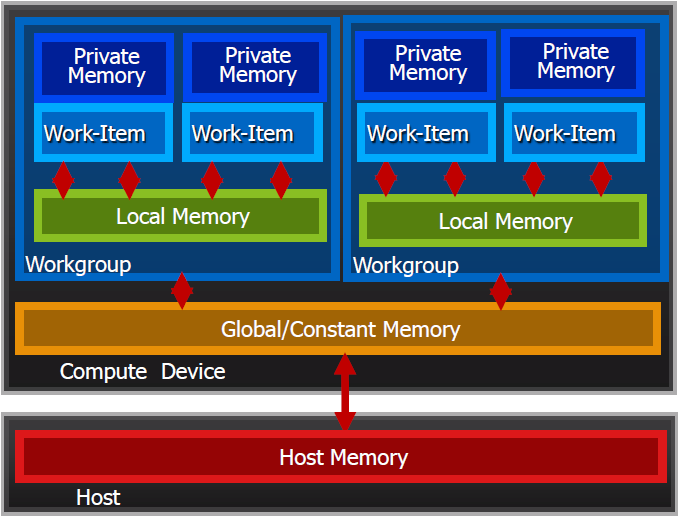 Private
Memory
Private
Memory
Private
Memory
Private
Memory
Work-Item
Work-Item
Work-Item
Work-Item
Local Memory
Local Memory
Workgroup
Workgroup
Global/Constant Memory
Compute Device
Host Memory
Host